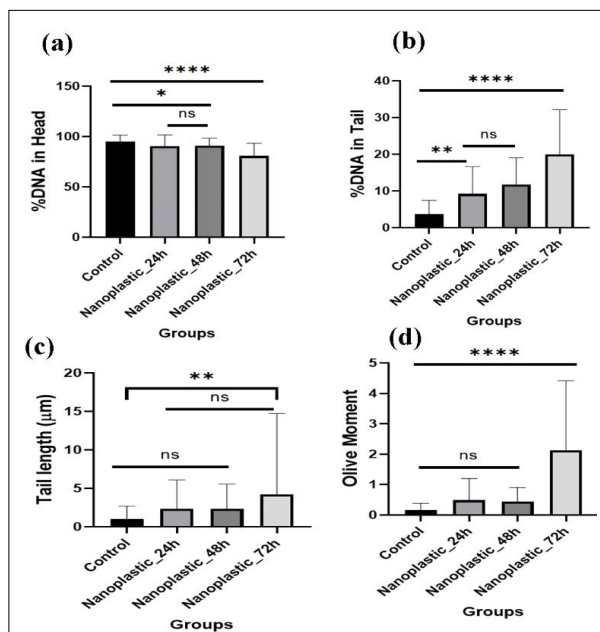 (a)
****
*
ns
150
100
50
0
%DNA in Head
Control
Nanoplastic_24h
Nanoplastic_48h
Nanoplastic_72h
Groups
(b)
****
ns
**
60
40
20
10
0
%DNA in Tail
Control
Nanoplastic_24h
Nanoplastic_48h
Nanoplastic_72h
Groups
(c)
**
ns
ns
20
15
10
5
0
Tail length (μm)
Control
Nanoplastic_24h
Nanoplastic_48h
Nanoplastic_72h
Groups
(d)
****
ns
5
4
3
2
1
0
Olive Moment
Control
Nanoplastic_24h
Nanoplastic_48h
Nanoplastic_72h
Groups